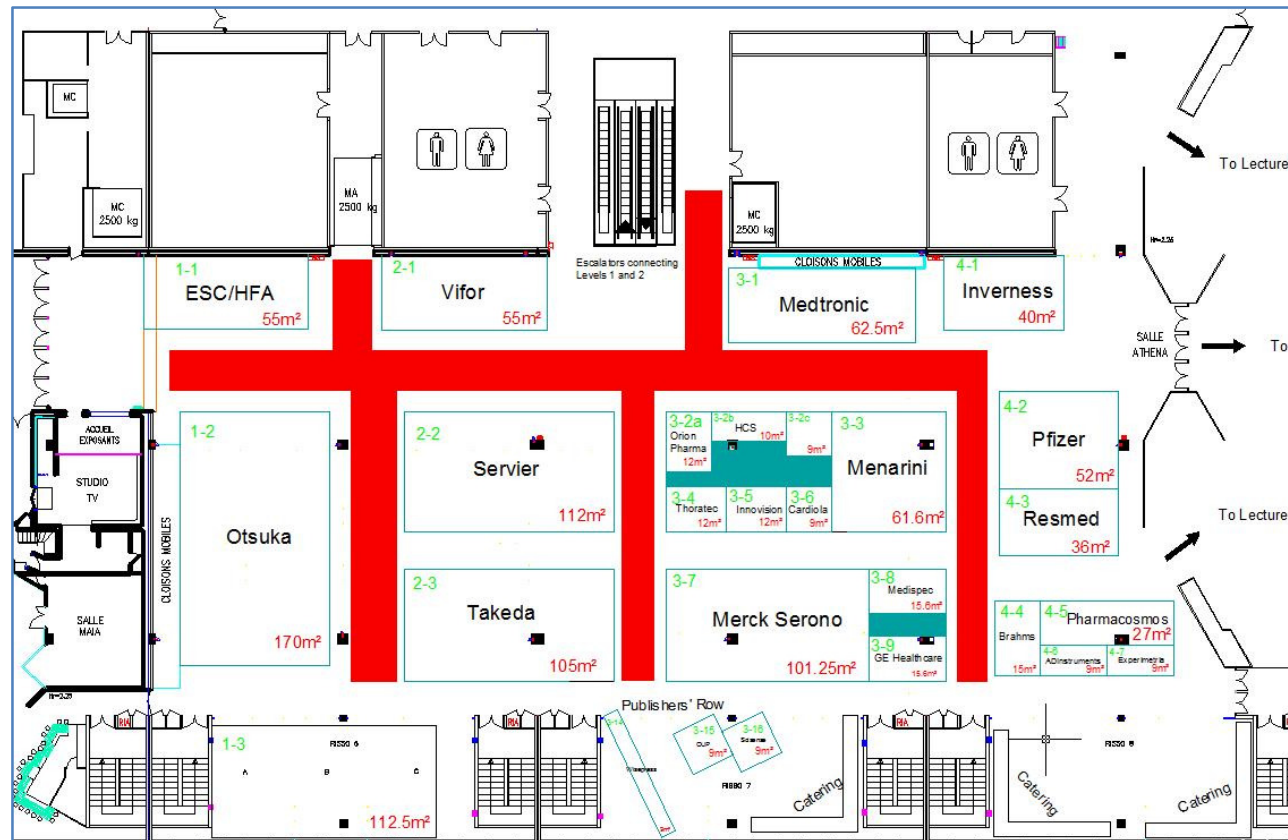 MC
MC
2500 kg
MA
2500 kg
MC
2500 kg
To Lecture
Escalators connecting
Levels 1 and 2
CLOISONS MOBILES
1-1
ESC/HFA
55m²
2-1
Vifor
55m²
3-1
Medtronic
62.5m²
4-1
Inverness
40m²
SALLE
ATHENA
To
ACCUEIL
EXPOSANTS
STUDIO
TV
CLOISONS MOBILES
SALLE
MAIA
1-2
Otsuka
170m²
2-2
Servier
112m²
2-3
Takeda
105m²
3-2a
Orion
Pharma
12m²
3-2b
HCS
10m²
3-2c
9m²
3-3
Menarini
61.6m²
3-4
Thoratec
12m²
3-5
Innovision
12m²
3-6
Cardiola
9m²
3-7
Merck Serono
101.25m²
3-8
Medispec
15.6m²
3-9
GE Healthcare
15.6m²
4-2
Pfizer
52m²
4-3
Resmed
36m²
To Lecture
4-4
Brahms
15m²
4-5
Pharmacosmos
27m²
4-6
ADInstruments
9m²
4-7
Experimetria
9m²
Publishers' Row
RIA
1-3
A
B
C
112.5m²
RIA
3-14
3-15
OUP
9m²
3-16
9m²
Catering
RIA
Catering
Catering
RIA